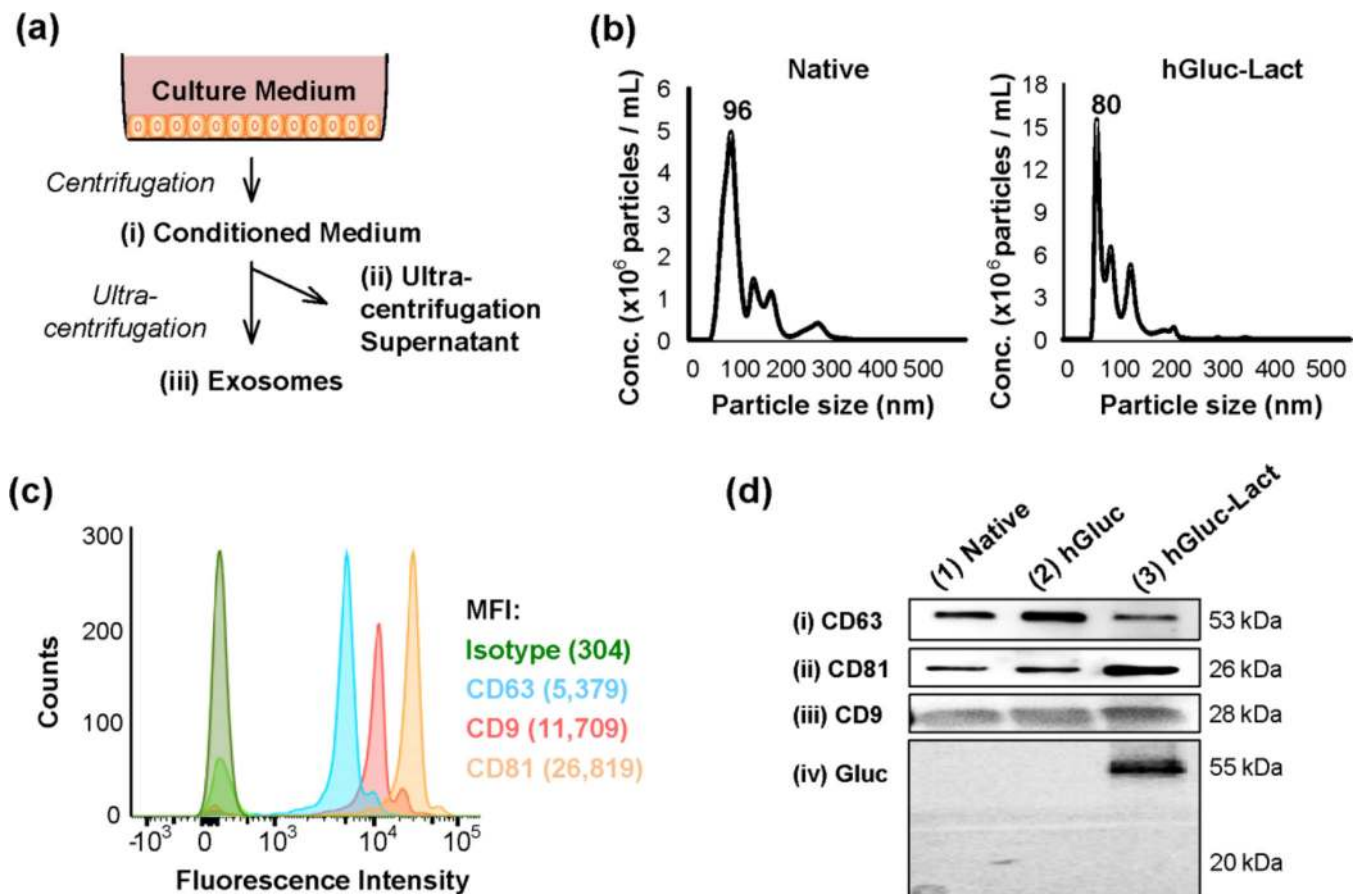 (a)
Culture Medium
Centrifugation
(i) Conditioned Medium
Ultra-
centrifugation
(ii) Ultra-
centrifugation
Supernatant
(iii) Exosomes
(b)
Native
96
Conc. (x10⁶ particles / mL)
6
5
4
3
2
1
0
0 100 200 300 400 500
Particle size (nm)
hGluc-Lact
80
Conc. (x10⁶ particles / mL)
18
15
12
9
6
3
0
0 100 200 300 400 500
Particle size (nm)
(c)
Counts
300
200
100
0
-10³ 0 10³ 10⁴ 10⁵
Fluorescence Intensity
MFI:
Isotype (304)
CD63 (5,379)
CD9 (11,709)
CD81 (26,819)
(d)
(1) Native
(2) hGluc
(3) hGluc-Lact
(i) CD63 53 kDa
(ii) CD81 26 kDa
(iii) CD9 28 kDa
(iv) Gluc 55 kDa
20 kDa